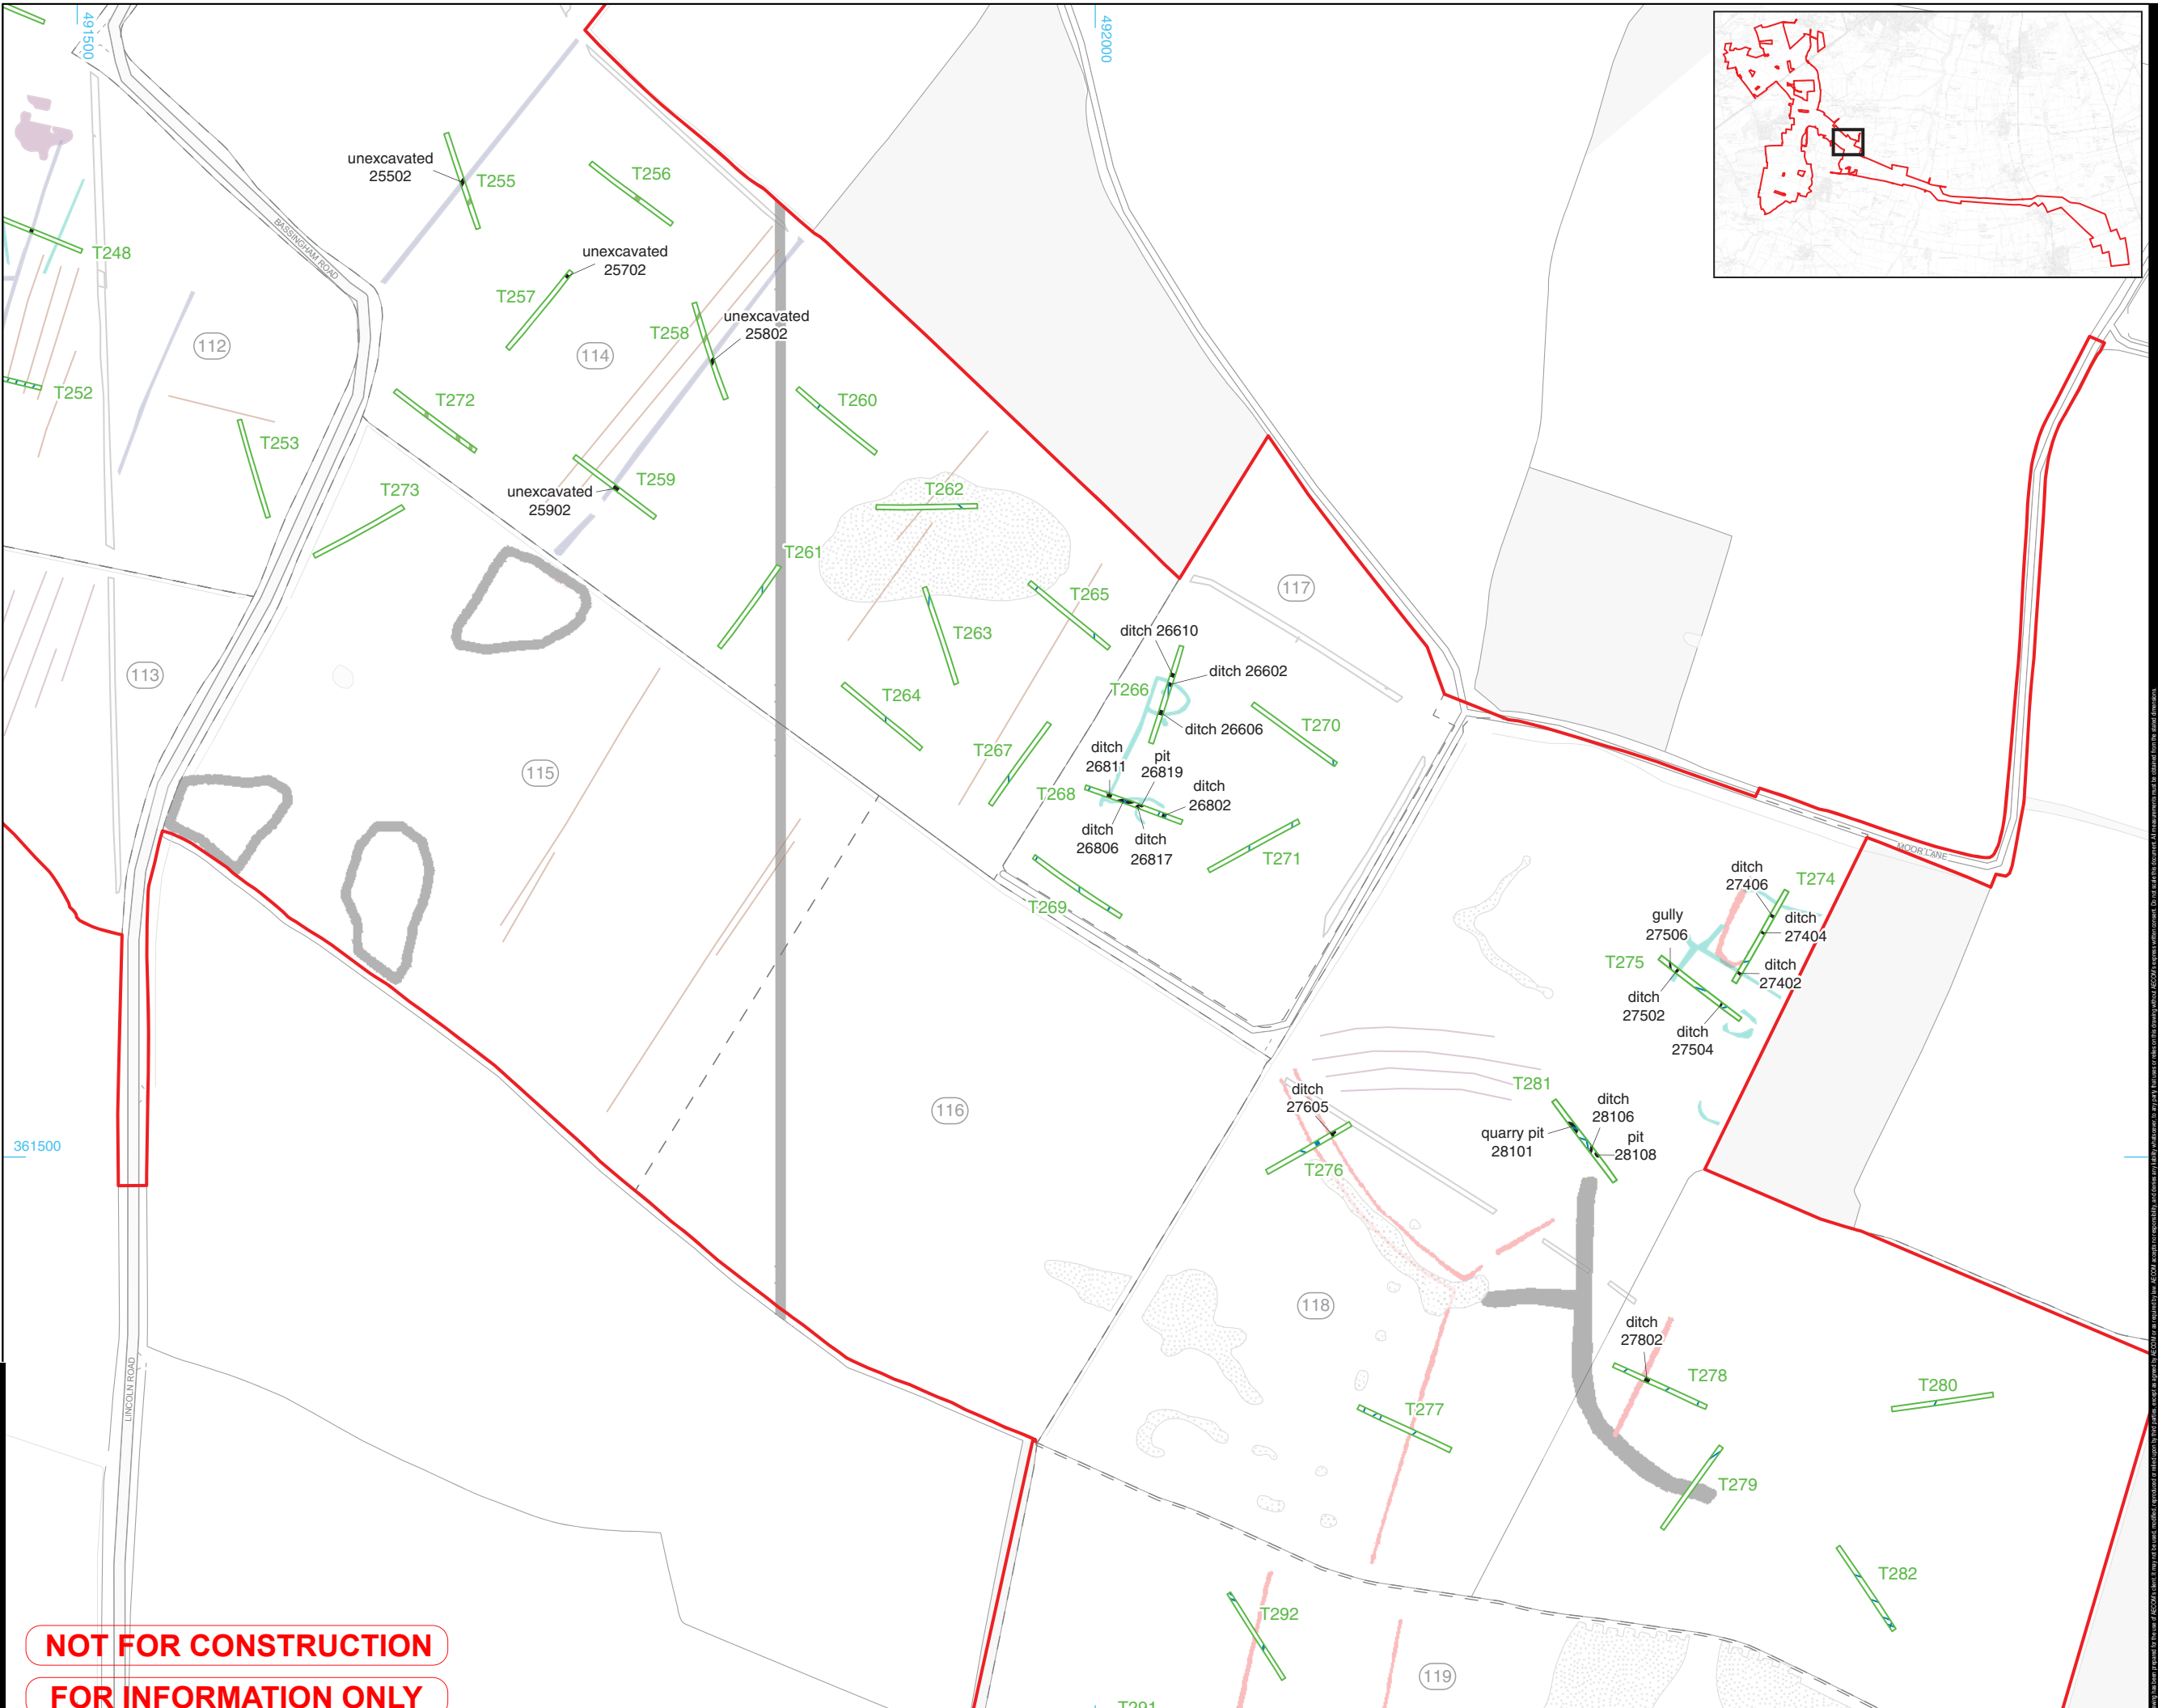 491500
492000
unexcavated
25502
T255
T256
BASSINGHAM ROAD
T248
unexcavated
25702
T257
unexcavated
25802
T258
112
114
T252
T272
T260
T253
T259
T273
unexcavated
25902
T262
T261
117
T265
ditch 26610
T263
113
ditch 26602
T266
T264
ditch 26606
T270
T267
ditch
26811
pit
26819
115
T268
ditch
26802
ditch
26806
ditch
26817
T271
MOOR LANE
ditch
27406
T274
T269
gully
27506
ditch
27404
T275
ditch
27402
ditch
27502
ditch
27504
T281
ditch
27605
116
ditch
28106
quarry pit
28101
pit
28108
361500
T276
118
ditch
27802
T278
T280
LINCOLN ROAD
T277
T279
T282
T292
119
T291
NOT FOR CONSTRUCTION
FOR INFORMATION ONLY